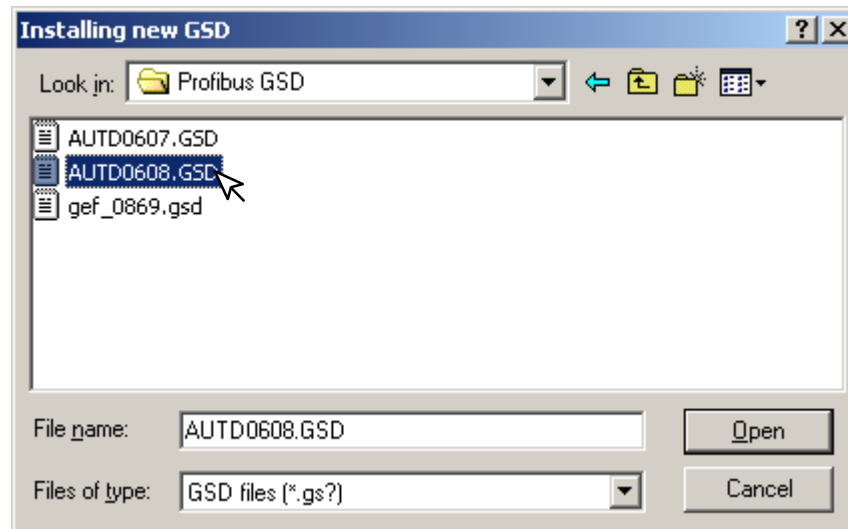 Installing new GSD
Look in: Profibus GSD
AUTD0607.GSD
AUTD0608.GSD
gef_0869.gsd
File name: AUTD0608.GSD Open
Files of type: GSD files (*.gs?) Cancel